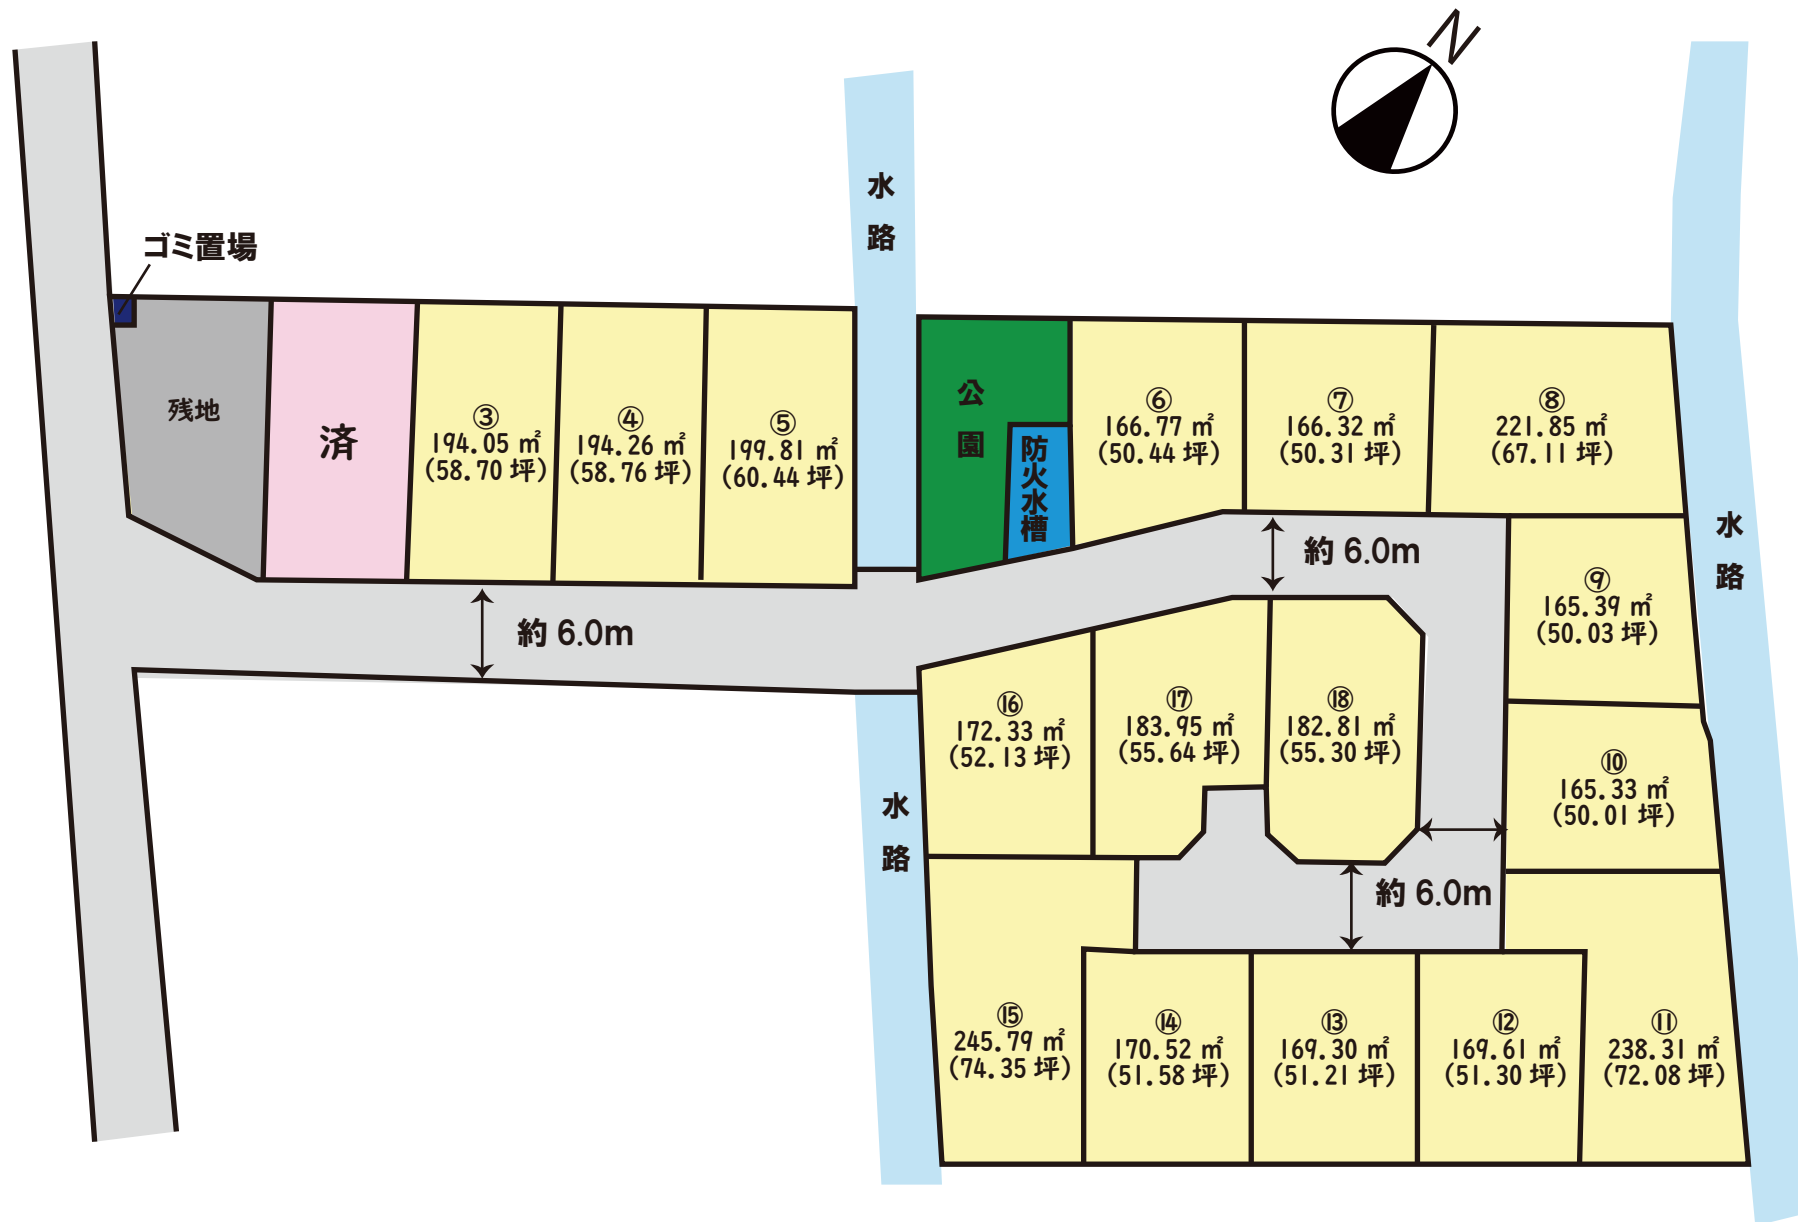 N
水
路
ゴミ置場
残地
済
③
194.05 ㎡
(58.70 坪)
④
194.26 ㎡
(58.76 坪)
⑤
199.81 ㎡
(60.44 坪)
公
園
防火水槽
⑥
166.77 ㎡
(50.44 坪)
⑦
166.32 ㎡
(50.31 坪)
⑧
221.85 ㎡
(67.11 坪)
水
路
約 6.0m
約 6.0m
⑨
165.39 ㎡
(50.03 坪)
⑯
172.33 ㎡
(52.13 坪)
⑰
183.95 ㎡
(55.64 坪)
⑱
182.81 ㎡
(55.30 坪)
⑩
165.33 ㎡
(50.01 坪)
水
路
約 6.0m
⑮
245.79 ㎡
(74.35 坪)
⑭
170.52 ㎡
(51.58 坪)
⑬
169.30 ㎡
(51.21 坪)
⑫
169.61 ㎡
(51.30 坪)
⑪
238.31 ㎡
(72.08 坪)